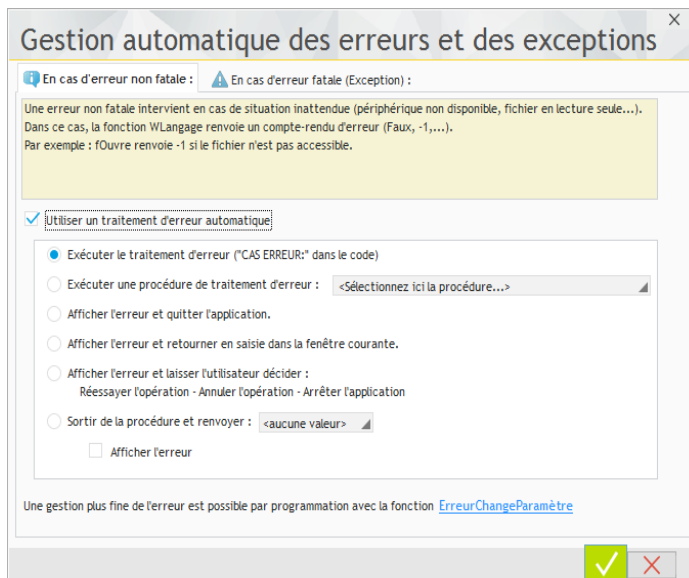 Gestion automatique des erreurs et des exceptions
En cas d'erreur non fatale :
En cas d'erreur fatale (Exception) :
Une erreur non fatale intervient en cas de situation inattendue (périphérique non disponible, fichier en lecture seule...).
Dans ce cas, la fonction WLangage renvoie un compte-rendu d'erreur (Faux, -1,...).
Par exemple : fOuvre renvoie -1 si le fichier n'est pas accessible.
Utiliser un traitement d'erreur automatique
Exécuter le traitement d'erreur ("CAS ERREUR:" dans le code)
Exécuter une procédure de traitement d'erreur : <Sélectionnez ici la procédure...>
Afficher l'erreur et quitter l'application.
Afficher l'erreur et retourner en saisie dans la fenêtre courante.
Afficher l'erreur et laisser l'utilisateur décider :
Réessayer l'opération - Annuler l'opération - Arrêter l'application
Sortir de la procédure et renvoyer : <aucune valeur>
Afficher l'erreur
Une gestion plus fine de l'erreur est possible par programmation avec la fonction ErreurChangeParamètre